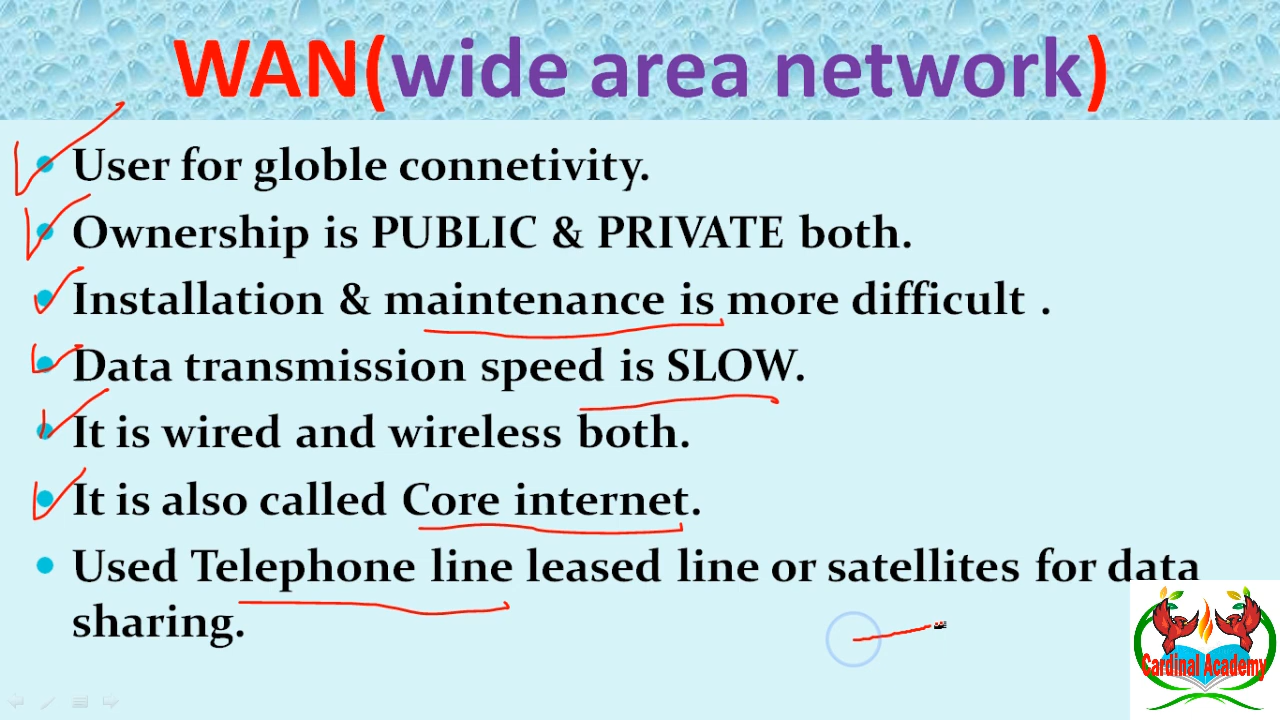 WAN(wide area network)
User for globle connetivity.
Ownership is PUBLIC & PRIVATE both.
Installation & maintenance is more difficult .
Data transmission speed is SLOW.
It is wired and wireless both.
It is also called Core internet.
Used Telephone line leased line or satellites for data
sharing.
Cardinal Academy